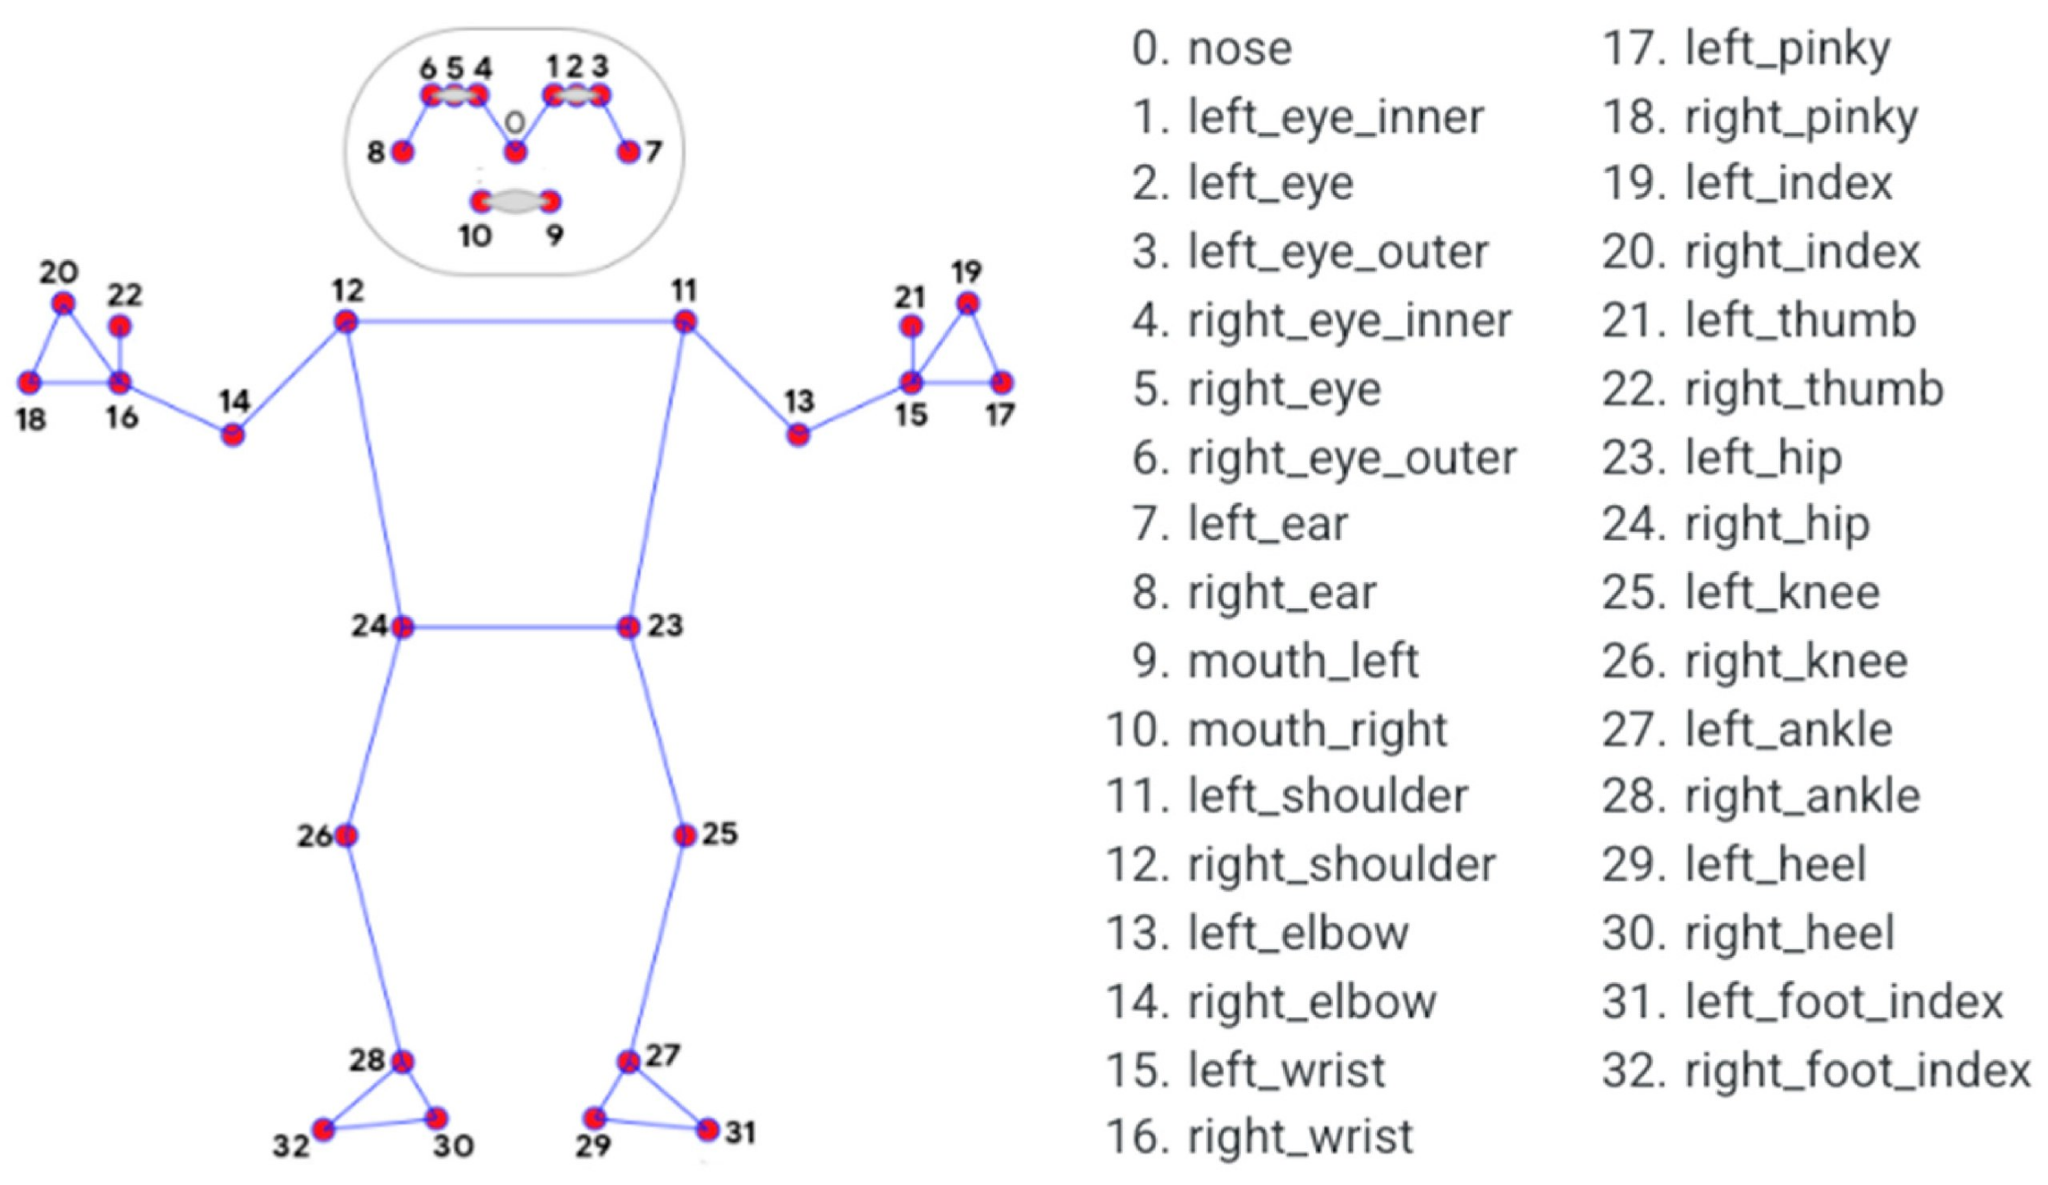 6 5 4 1 2 3
0
8 7
10 9
20 22 12 11 21 19
18 16 14 13 15 17
24 23
26 25
28 27
32 30 29 31
0. nose
1. left_eye_inner
2. left_eye
3. left_eye_outer
4. right_eye_inner
5. right_eye
6. right_eye_outer
7. left_ear
8. right_ear
9. mouth_left
10. mouth_right
11. left_shoulder
12. right_shoulder
13. left_elbow
14. right_elbow
15. left_wrist
16. right_wrist
17. left_pinky
18. right_pinky
19. left_index
20. right_index
21. left_thumb
22. right_thumb
23. left_hip
24. right_hip
25. left_knee
26. right_knee
27. left_ankle
28. right_ankle
29. left_heel
30. right_heel
31. left_foot_index
32. right_foot_index